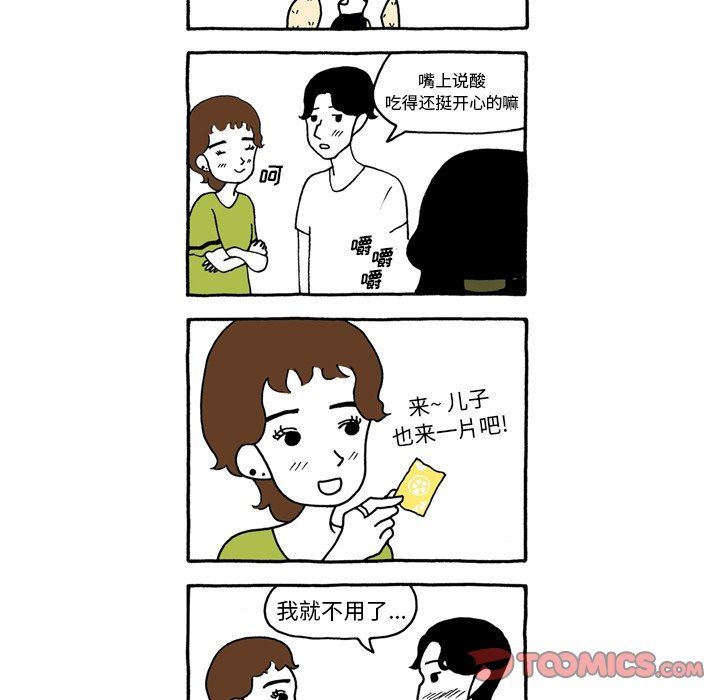 嘴上说酸
吃得还挺开心的嘛
呵
嚼
嚼
嚼
来~儿子
也来一片吧!
我就不用了...
TOOMICS.COM